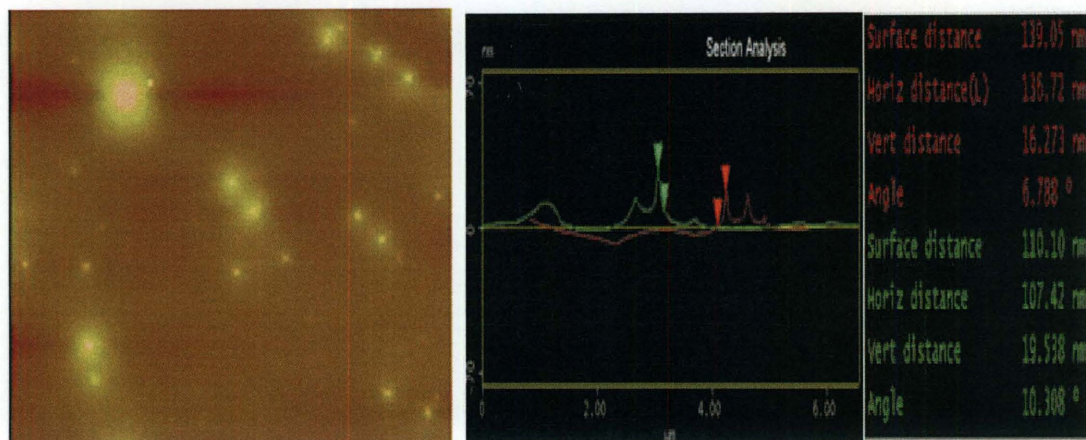 Section Analysis
nm
0
0
2.00
4.00
6.00
Surface distance 139.05 nm
Horiz distance(L) 136.72 nm
Vert distance 16.273 nm
Angle 6.788 °
Surface distance 110.10 nm
Horiz distance 107.42 nm
Vert distance 19.538 nm
Angle 10.308 °